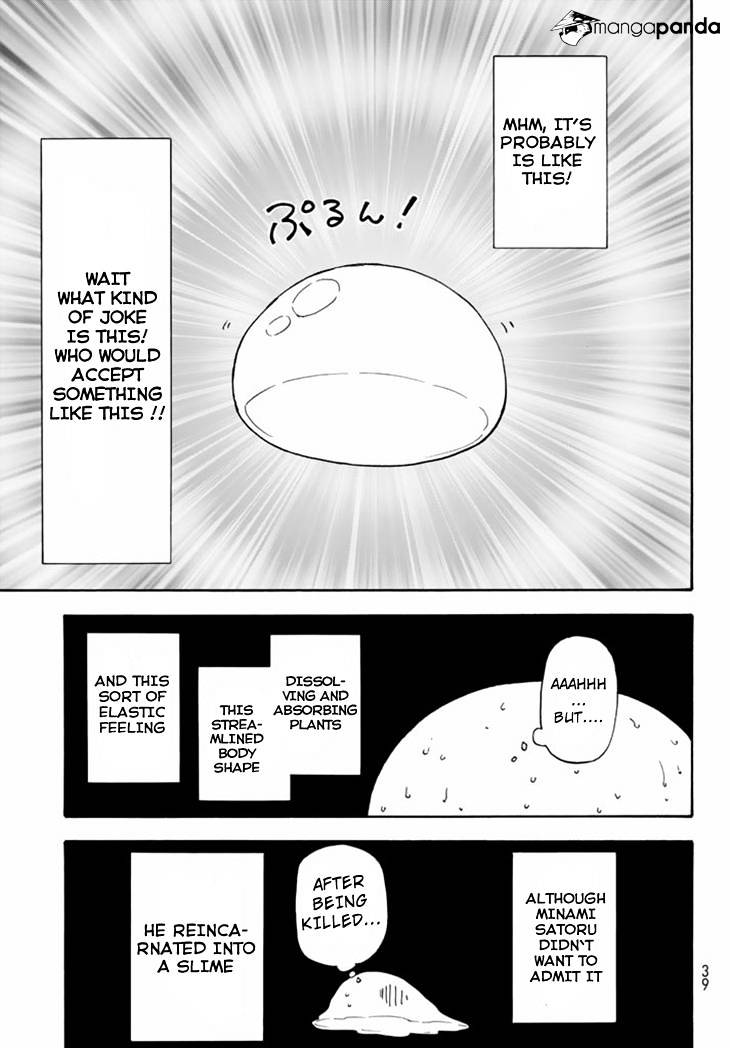 mangapanda
MHM, IT'S
PROBABLY
IS LIKE
THIS!
ぷるん!
WAIT
WHAT KIND
OF JOKE
IS THIS!
WHO WOULD
ACCEPT
SOMETHING
LIKE THIS !!
AAAHHH
...
BUT....
DISSOL-
VING AND
ABSORBING
PLANTS
THIS
STREA-
MLINED
BODY
SHAPE
AND THIS
SORT OF
ELASTIC
FEELING
ALTHOUGH
MINAMI
SATORU
DIDN'T
WANT TO
ADMIT IT
AFTER
BEING
KILLED...
HE REINCA-
RNATED INTO
A SLIME
39